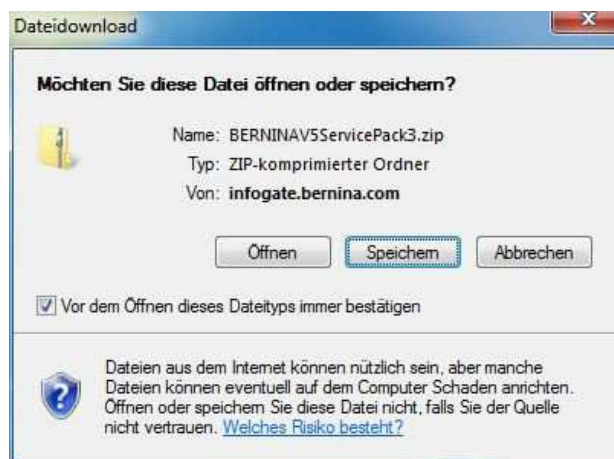 Dateidownload
Möchten Sie diese Datei öffnen oder speichern?
Name: BERNINAV5ServicePack3.zip
Typ: ZIP-komprimierter Ordner
Von: infogate.bernina.com
Öffnen Speichern Abbrechen
Vor dem Öffnen dieses Dateityps immer bestätigen
Dateien aus dem Internet können nützlich sein, aber manche
Dateien können eventuell auf dem Computer Schaden anrichten.
Öffnen oder speichern Sie diese Datei nicht, falls Sie der Quelle
nicht vertrauen. Welches Risiko besteht?